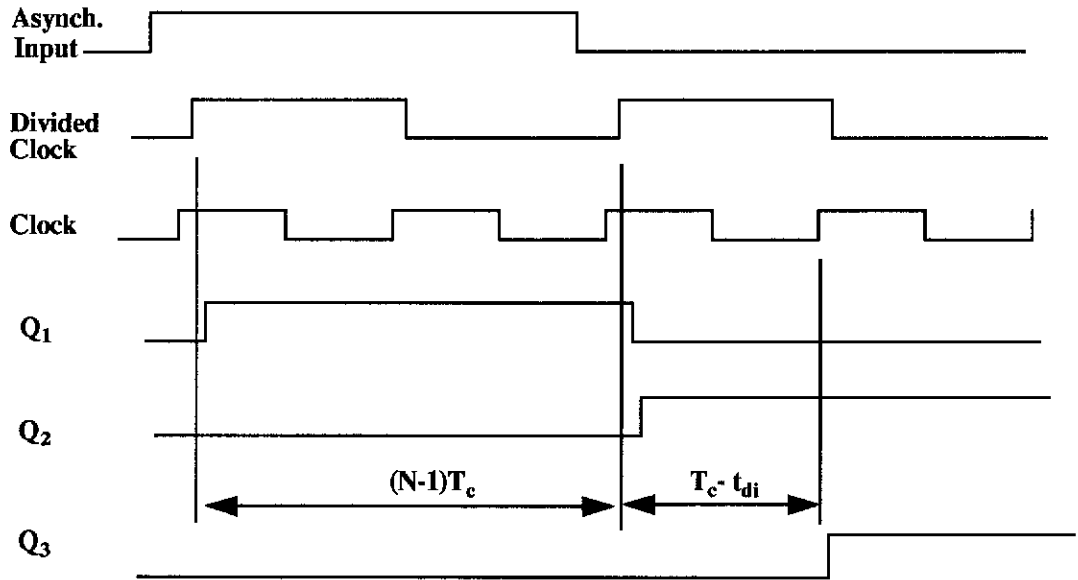 Asynch.
Input
Divided
Clock
Clock
Q1
Q2
(N-1)Tc
Tc- tdi
Q3